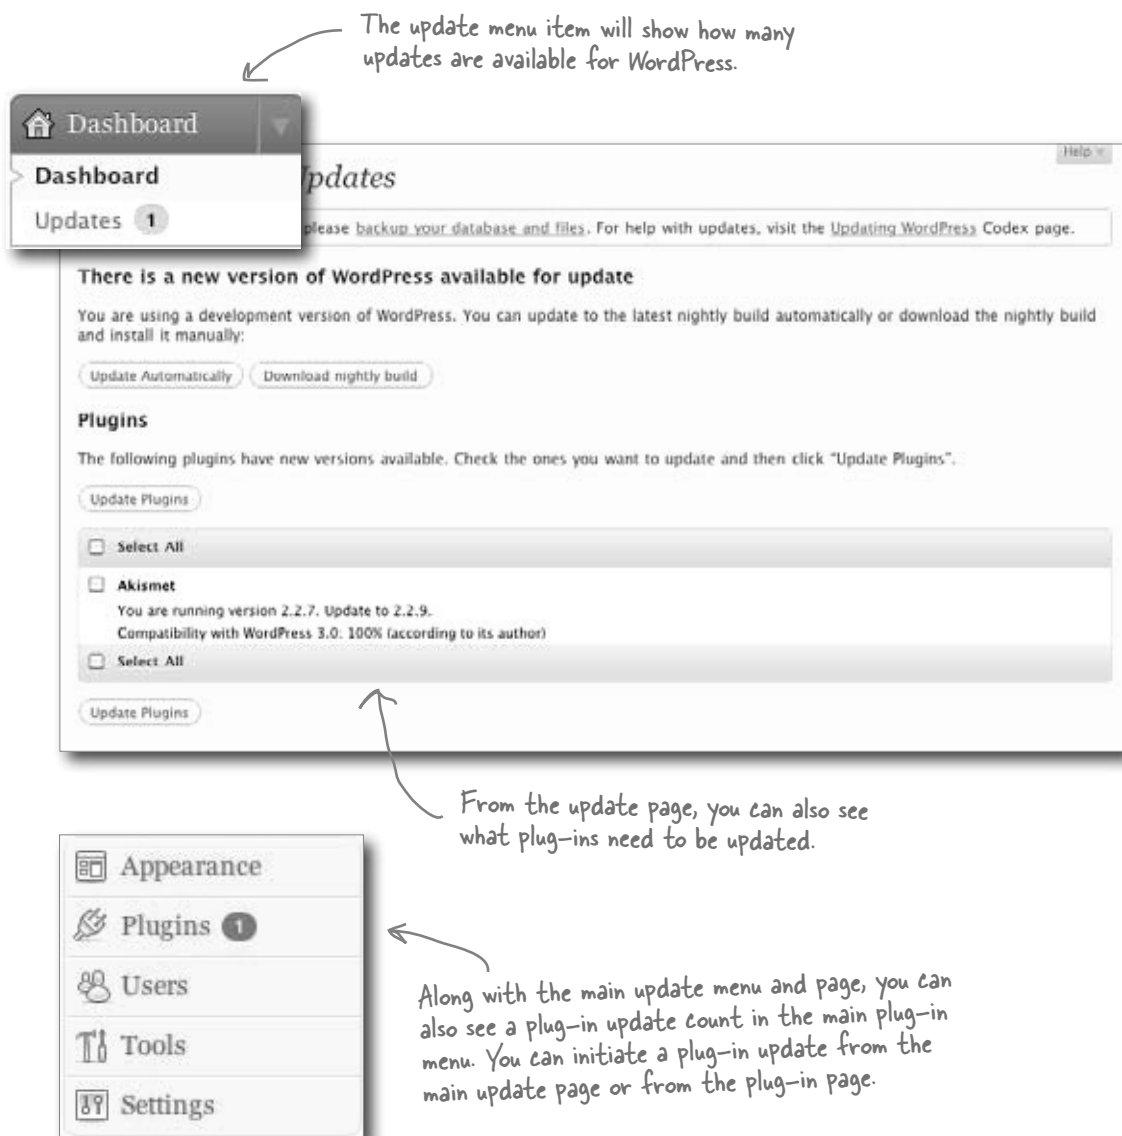 The update menu item will show how many
updates are available for WordPress.
Dashboard
Dashboard
Updates 1
Updates
Help
please backup your database and files. For help with updates, visit the Updating WordPress Codex page.
There is a new version of WordPress available for update
You are using a development version of WordPress. You can update to the latest nightly build automatically or download the nightly build
and install it manually:
Update Automatically Download nightly build
Plugins
The following plugins have new versions available. Check the ones you want to update and then click “Update Plugins”.
Update Plugins
Select All
Akismet
You are running version 2.2.7. Update to 2.2.9.
Compatibility with WordPress 3.0: 100% (according to its author)
Select All
Update Plugins
From the update page, you can also see
what plug-ins need to be updated.
Appearance
Plugins 1
Users
Tools
Settings
Along with the main update menu and page, you can
also see a plug-in update count in the main plug-in
menu. You can initiate a plug-in update from the
main update page or from the plug-in page.